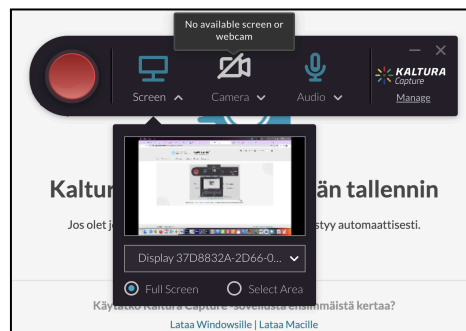 No available screen or
webcam
Screen
Camera
Audio
KALTURA
Capture
Manage
Kaltur
än tallennin
Jos olet j
styy automaattisesti.
Display 37D8832A-2D66-0...
Full Screen
Select Area
Käytätkö Kaltura Capture -sovellusta ensimmäistä kertaa?
Lataa Windowsille | Lataa Macille